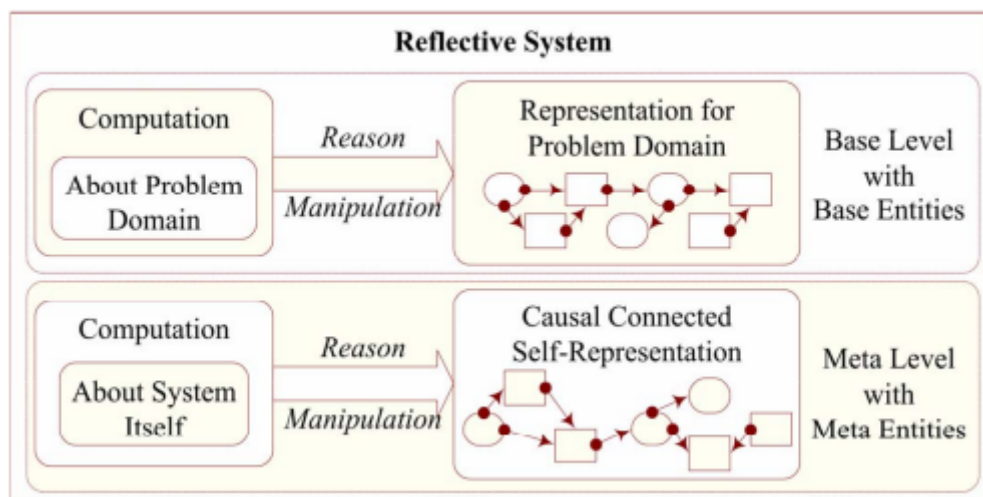 Reflective System
Computation
About Problem
Domain
Reason
Manipulation
Representation for
Problem Domain
Base Level
with
Base Entities
Computation
About System
Itself
Reason
Manipulation
Causal Connected
Self-Representation
Meta Level
with
Meta Entities